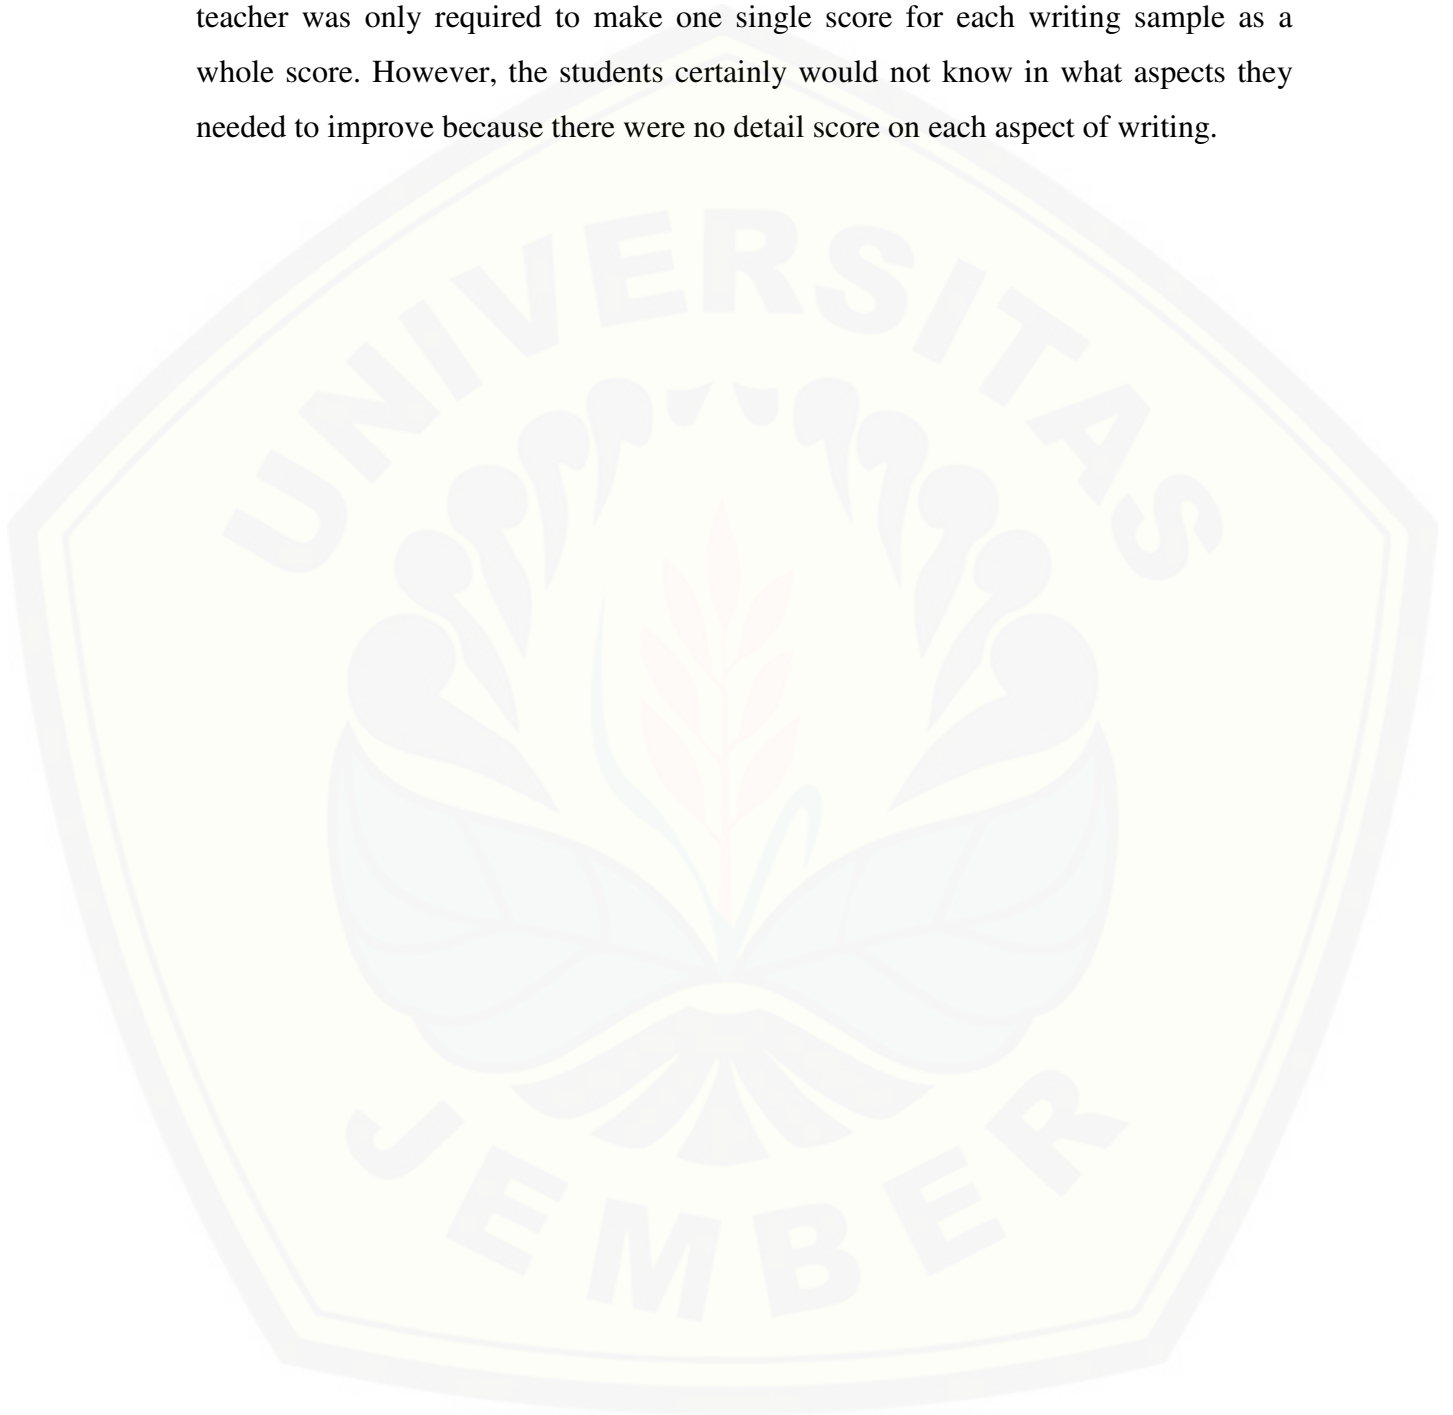 teacher was only required to make one single score for each writing sample as a
whole score. However, the students certainly would not know in what aspects they
needed to improve because there were no detail score on each aspect of writing.
UNIVERSITAS
JEMBER